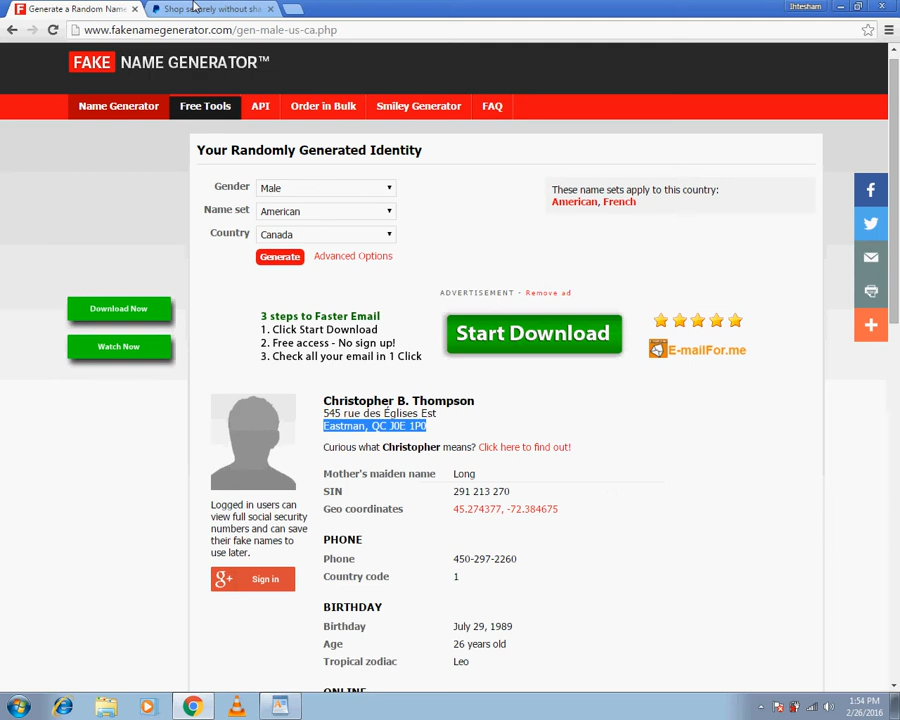 Generate a Random Name
Shop securely without sha
Intesham
www.fakenamegenerator.com/gen-male-us-ca.php
FAKE NAME GENERATOR™
Name Generator
Free Tools
API
Order in Bulk
Smiley Generator
FAQ
Your Randomly Generated Identity
Gender
Male
Name set
American
Country
Canada
Generate
Advanced Options
These name sets apply to this country:
American, French
ADVERTISEMENT - Remove ad
Download Now
Watch Now
3 steps to Faster Email
1. Click Start Download
2. Free access - No sign up!
3. Check all your email in 1 Click
Start Download
E-mailFor.me
Christopher B. Thompson
545 rue des Églises Est
Eastman, QC J0E 1P0
Curious what Christopher means? Click here to find out!
Mother's maiden name Long
SIN 291 213 270
Geo coordinates 45.274377, -72.384675
Logged in users can
view full social security
numbers and can save
their fake names to
use later.
g+ Sign in
PHONE
Phone 450-297-2260
Country code 1
BIRTHDAY
Birthday July 29, 1989
Age 26 years old
Tropical zodiac Leo
ONLINE
1:54 PM
2/26/2016